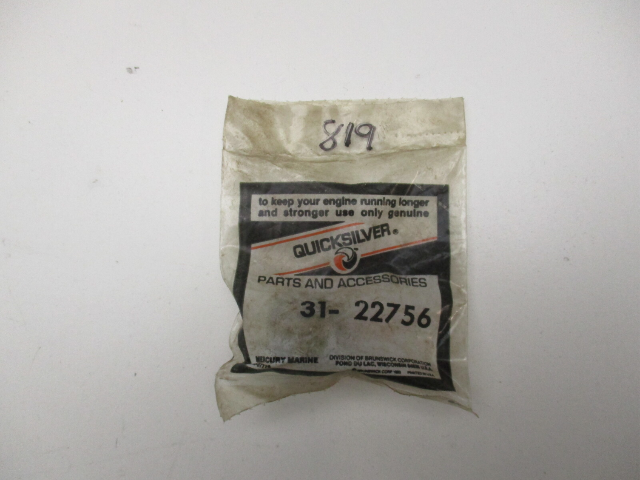 819
to keep your engine running longer
and stronger use only genuine
QUICKSILVER®
PARTS AND ACCESSORIES
31- 22756
MARINE
DIVISION OF BRUNSWICK CORPORATION
FOND DU LAC, WISCONSIN U.S.A.